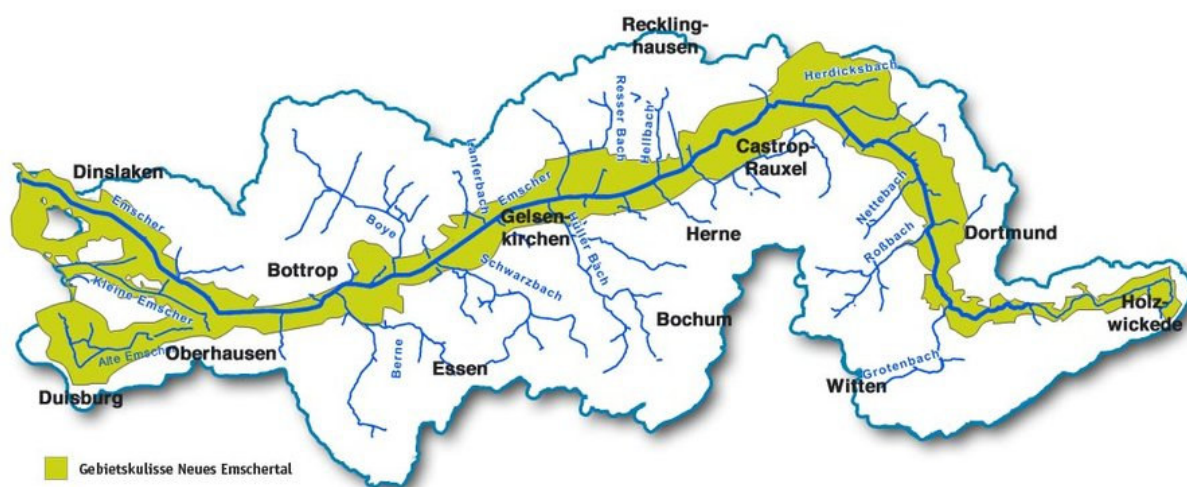 Reckling-
hausen
Herdicksbach
Resser Bach
Hellbach
Castrop-
Rauxel
Lanferbach
Emscher
Dinslaken
Emscher
Boye
Gelsen-
kirchen
Hüller Bach
Herne
Nettebach
Roßbach
Dortmund
Bottrop
Schwarzbach
Kleine Emscher
Bochum
Holz-
wickede
Alte Emscher
Oberhausen
Berne
Essen
Grotenbach
Witten
Duisburg
Gebietskulisse Neues Emschertal